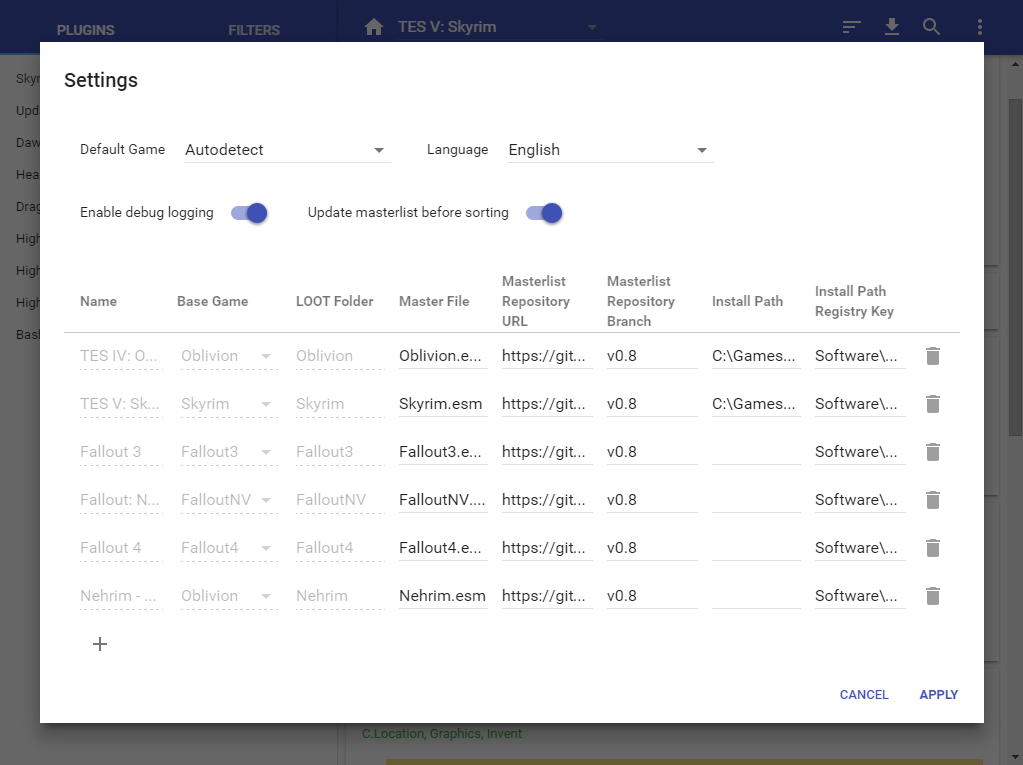 PLUGINS FILTERS TES V: Skyrim
Settings
Default Game Autodetect Language English
Enable debug logging Update masterlist before sorting
Name Base Game LOOT Folder Master File Masterlist Repository URL Masterlist Repository Branch Install Path Install Path Registry Key
TES IV: O... Oblivion Oblivion Oblivion.e... https://git... v0.8 C:\Games... Software\...
TES V: Sk... Skyrim Skyrim Skyrim.esm https://git... v0.8 C:\Games... Software\...
Fallout 3 Fallout3 Fallout3 Fallout3.e... https://git... v0.8 Software\...
Fallout: N... FalloutNV FalloutNV FalloutNV.... https://git... v0.8 Software\...
Fallout 4 Fallout4 Fallout4 Fallout4.e... https://git... v0.8 Software\...
Nehrim - ... Oblivion Nehrim Nehrim.esm https://git... v0.8 Software\...
CANCEL APPLY
Skyr
Upd
Daw
Hea
Drag
High
High
High
Bas
C.Location, Graphics, Invent